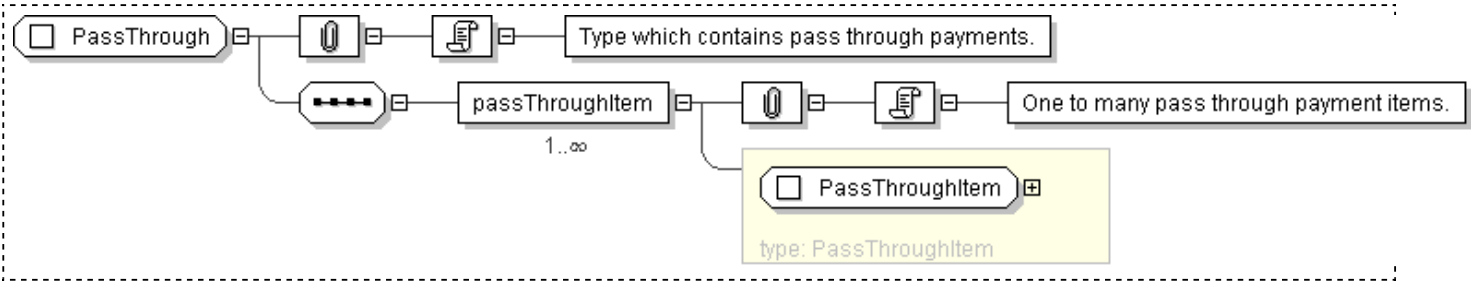 PassThrough
Type which contains pass through payments.
passThroughItem
One to many pass through payment items.
1..∞
PassThroughItem
type: PassThroughItem